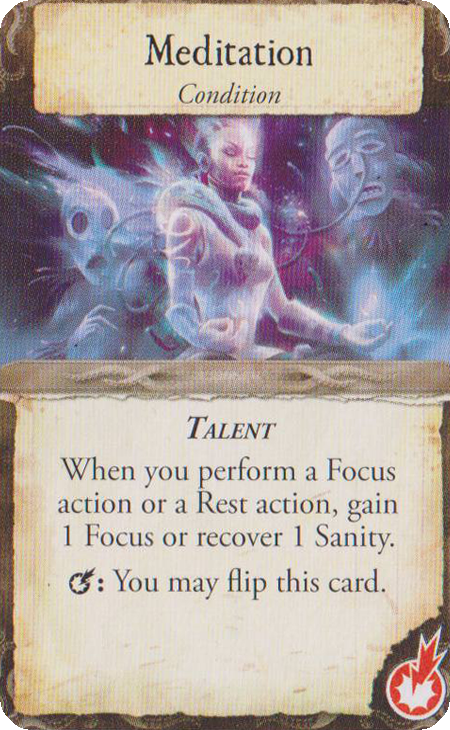 Meditation
Condition
TALENT
When you perform a Focus
action or a Rest action, gain
1 Focus or recover 1 Sanity.
: You may flip this card.